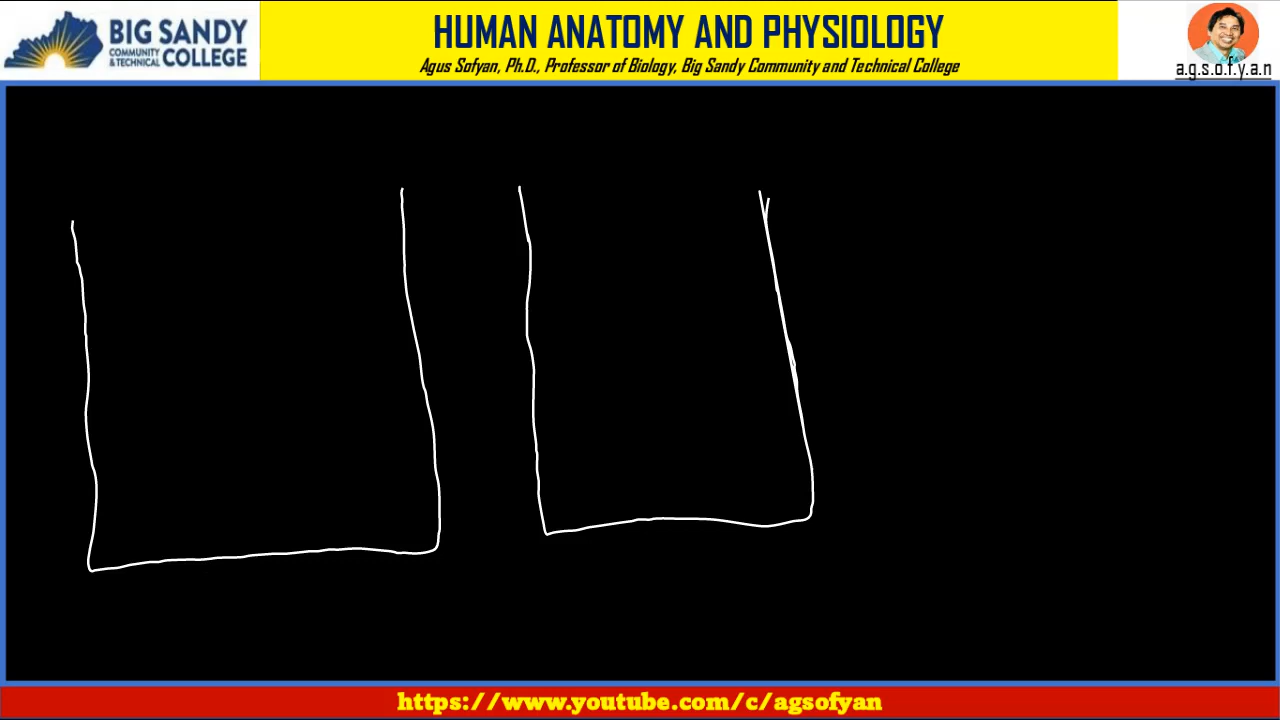 BIG SANDY
COMMUNITY
& TECHNICAL COLLEGE
HUMAN ANATOMY AND PHYSIOLOGY
Agus Sofyan, Ph.D., Professor of Biology, Big Sandy Community and Technical College
a.g.s.o.f.y.a.n
https://www.youtube.com/c/agsofyan